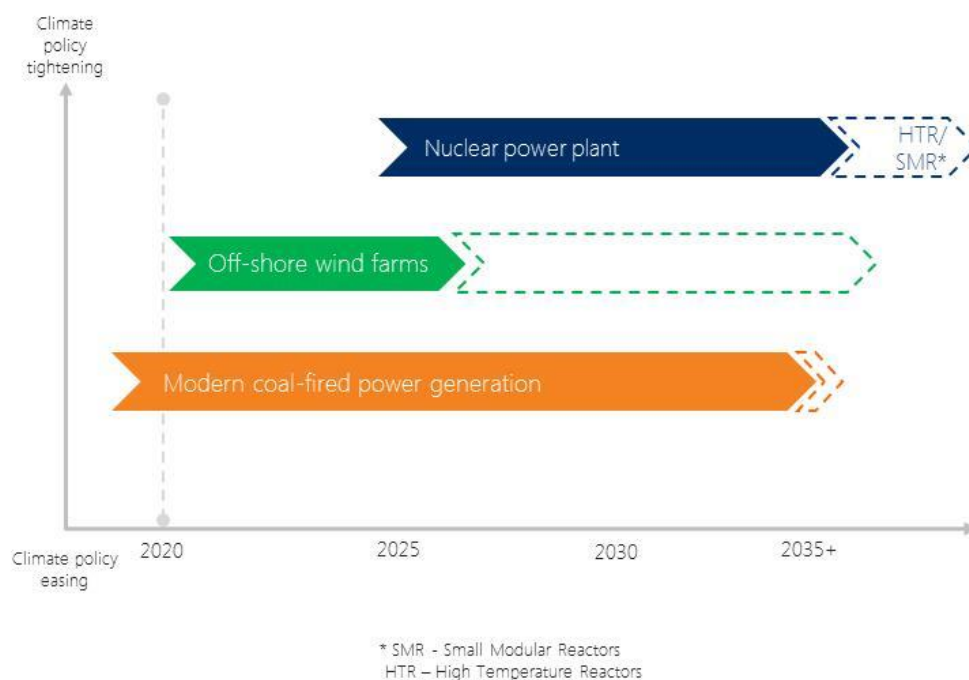 Climate
policy
tightening
Nuclear power plant
HTR/
SMR*
Off-shore wind farms
Modern coal-fired power generation
Climate policy
easing
2020
2025
2030
2035+
* SMR - Small Modular Reactors
HTR – High Temperature Reactors